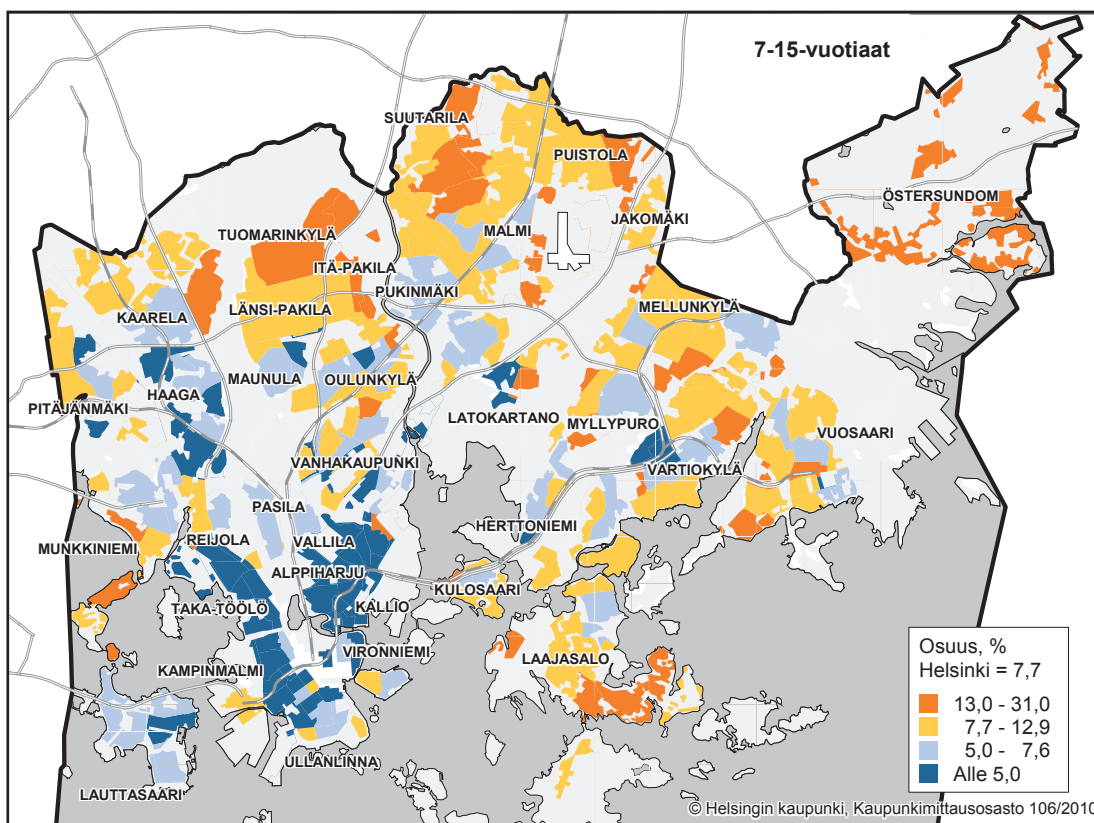 7-15-vuotiaat
SUUTARILA
PUISTOLA
ÖSTERSUNDOM
JAKOMÄKI
TUOMARINKYLÄ
MALMI
ITÄ-PAKILA
PUKINMÄKI
LÄNSI-PAKILA
MELLUNKYLÄ
KAARELA
MAUNULA
OULUNKYLÄ
HAAGA
PITÄJÄNMÄKI
LATOKARTANO
MYLLYPURO
VUOSAARI
VANHAKAUPUNKI
VARTIOKYLÄ
PASILA
HERTTONIEMI
REIJOLA
VALLILA
MUNKKINIEMI
ALPPIHARJU
KULOSAARI
TAKA-TÖÖLÖ
KALLIO
VIRONNIEMI
LAAJASALO
KAMPINMALMI
ULLANLINNA
LAUTTASAARI
Osuus, %
Helsinki = 7,7
13,0 - 31,0
7,7 - 12,9
5,0 - 7,6
Alle 5,0
© Helsingin kaupunki, Kaupunkimittausosasto 106/2010